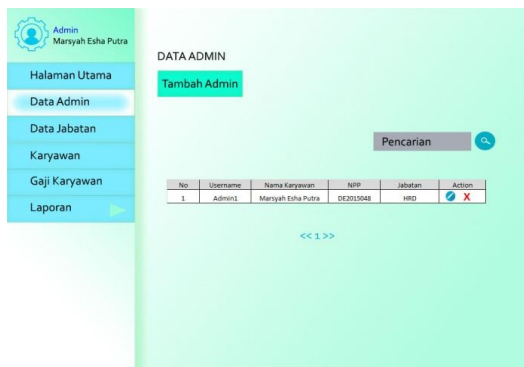 Admin
Marsyah Esha Putra
Halaman Utama
Data Admin
Data Jabatan
Karyawan
Gaji Karyawan
Laporan
DATA ADMIN
Tambah Admin
Pencarian
No Username Nama Karyawan NPP Jabatan Action
1 Admin1 Marsyah Esha Putra DE2015048 HRD X
<< 1 >>